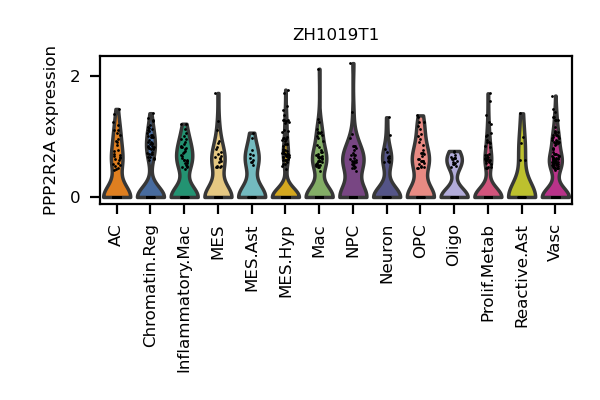 ZH1019T1
PPP2R2A expression
2
0
AC
Chromatin.Reg
Inflammatory.Mac
MES
MES.Ast
MES.Hyp
Mac
NPC
Neuron
OPC
Oligo
Prolif.Metab
Reactive.Ast
Vasc